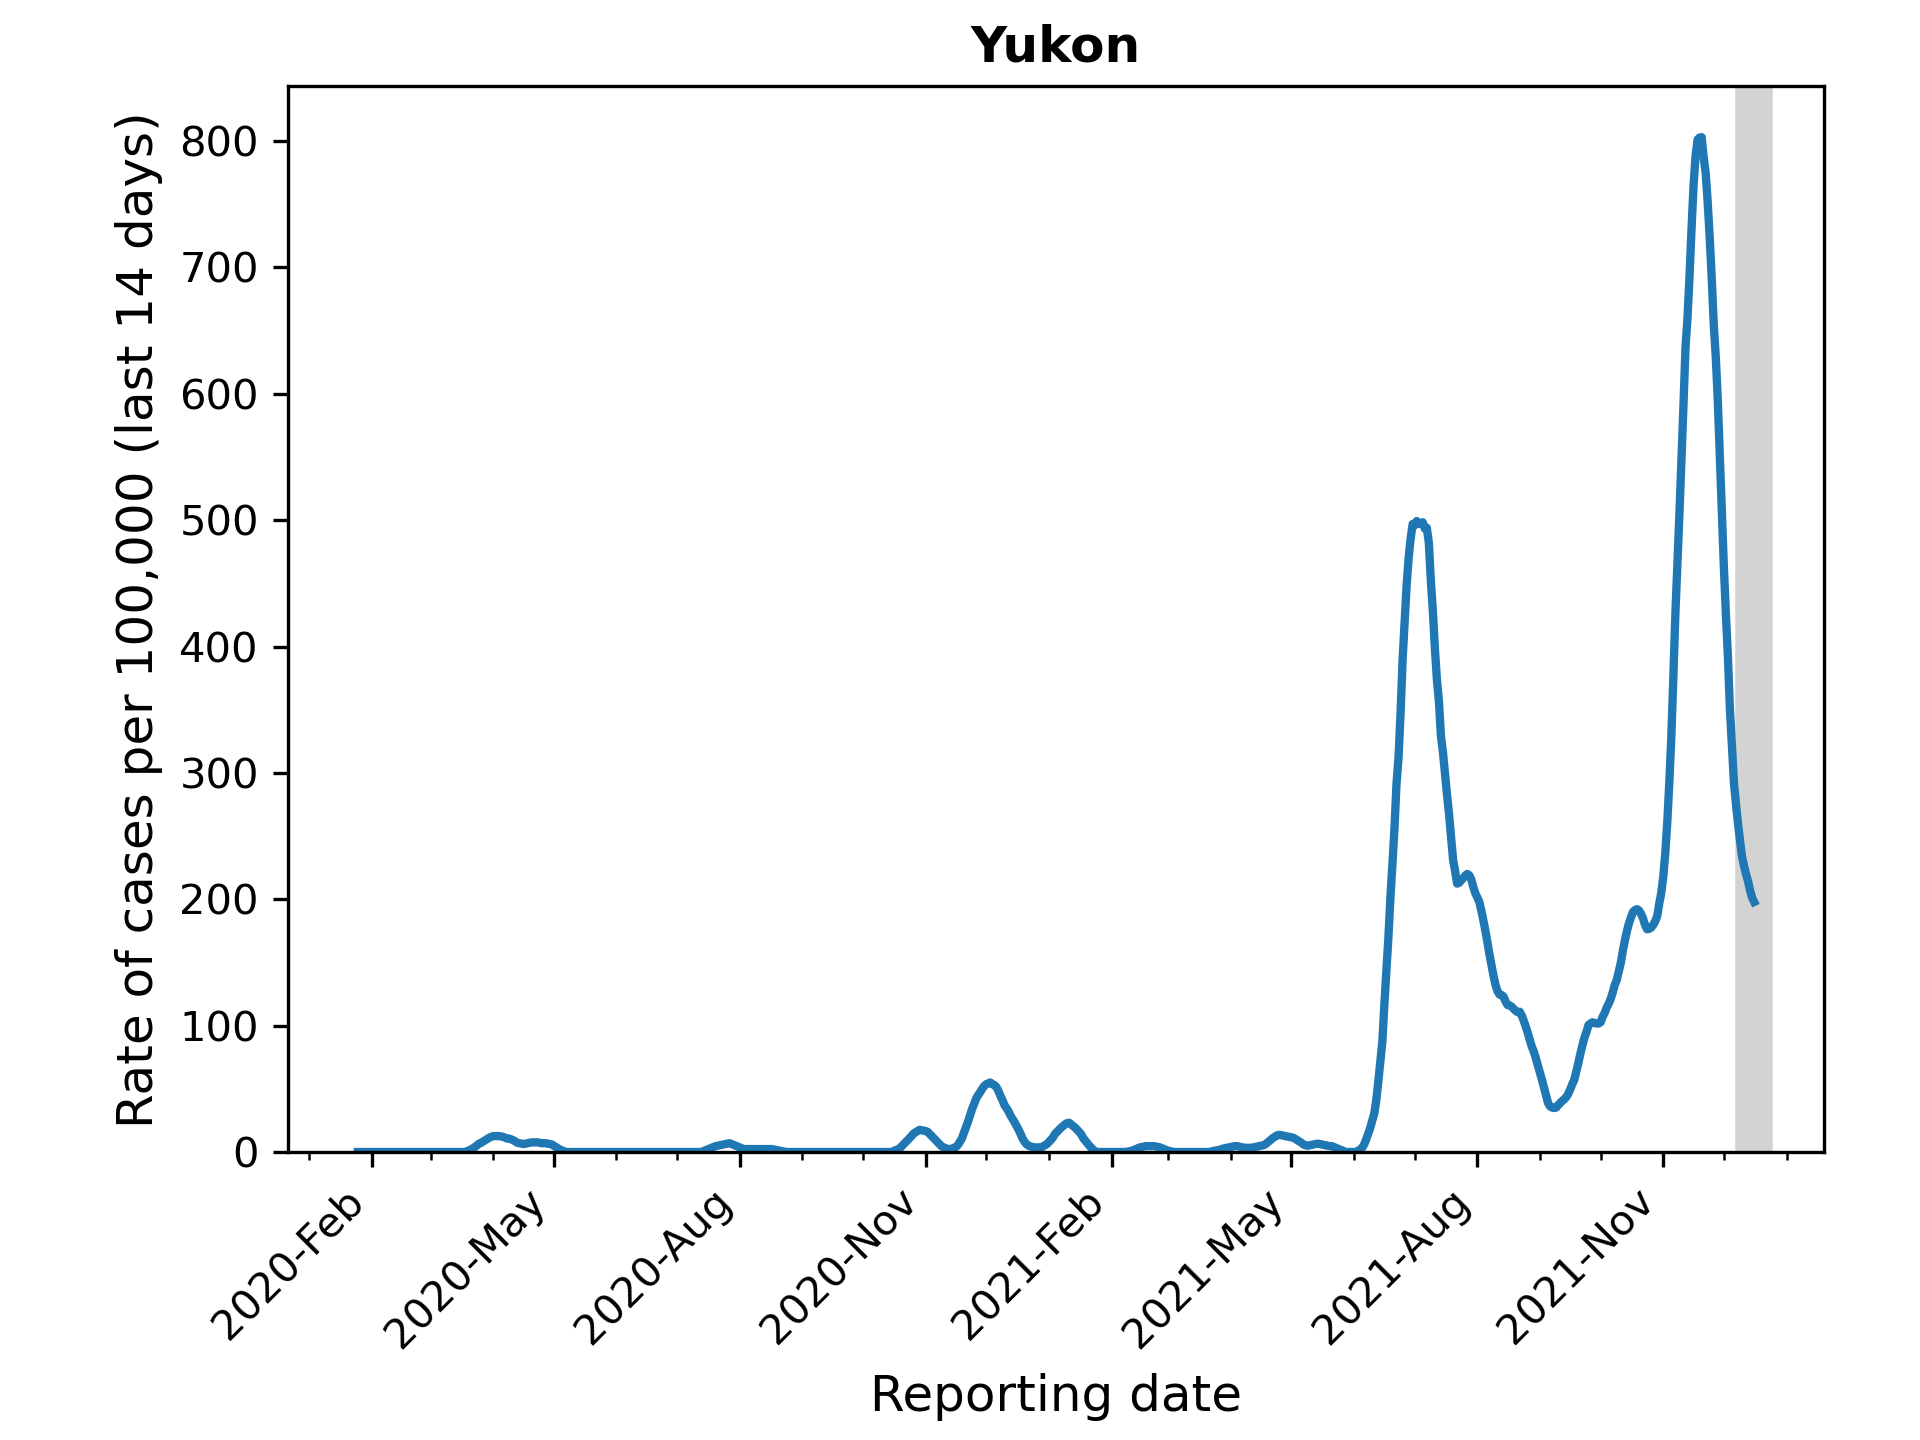 Yukon
Rate of cases per 100,000 (last 14 days)
800
700
600
500
400
300
200
100
0
2020-Feb
2020-May
2020-Aug
2020-Nov
2021-Feb
2021-May
2021-Aug
2021-Nov
Reporting date